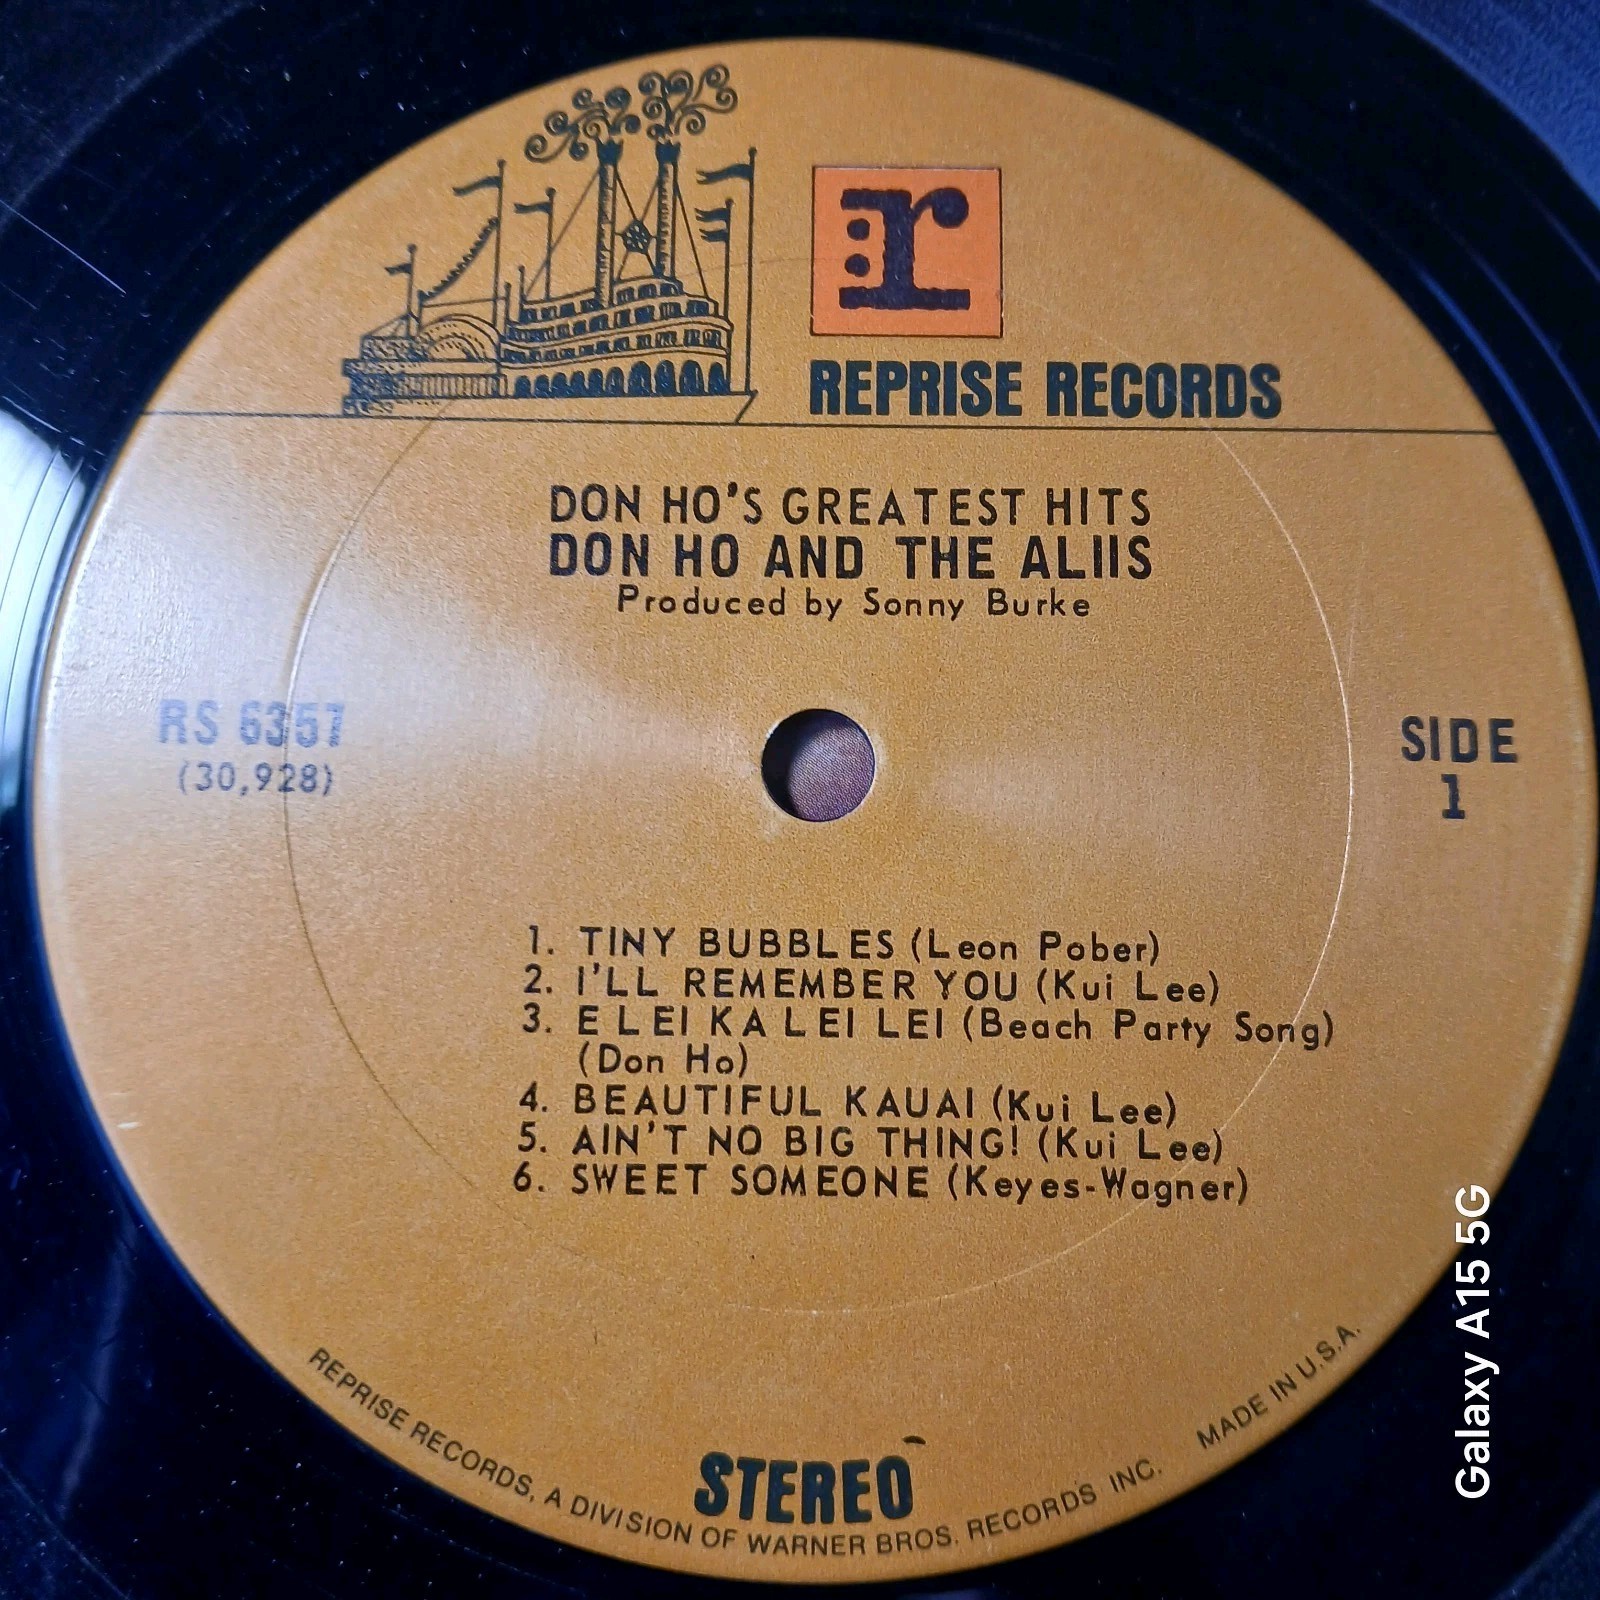 r
REPRISE RECORDS
DON HO'S GREATEST HITS
DON HO AND THE ALIIS
Produced by Sonny Burke
RS 6357
(30,928)
SIDE
1
1. TINY BUBBLES (Leon Pober)
2. I'LL REMEMBER YOU (Kui Lee)
3. E LEI KA LEI LEI (Beach Party Song)
(Don Ho)
4. BEAUTIFUL KAUAI (Kui Lee)
5. AIN'T NO BIG THING! (Kui Lee)
6. SWEET SOMEONE (Keyes-Wagner)
STEREO
REPRISE RECORDS, A DIVISION OF WARNER BROS. RECORDS INC. MADE IN U.S.A.
Galaxy A15 5G